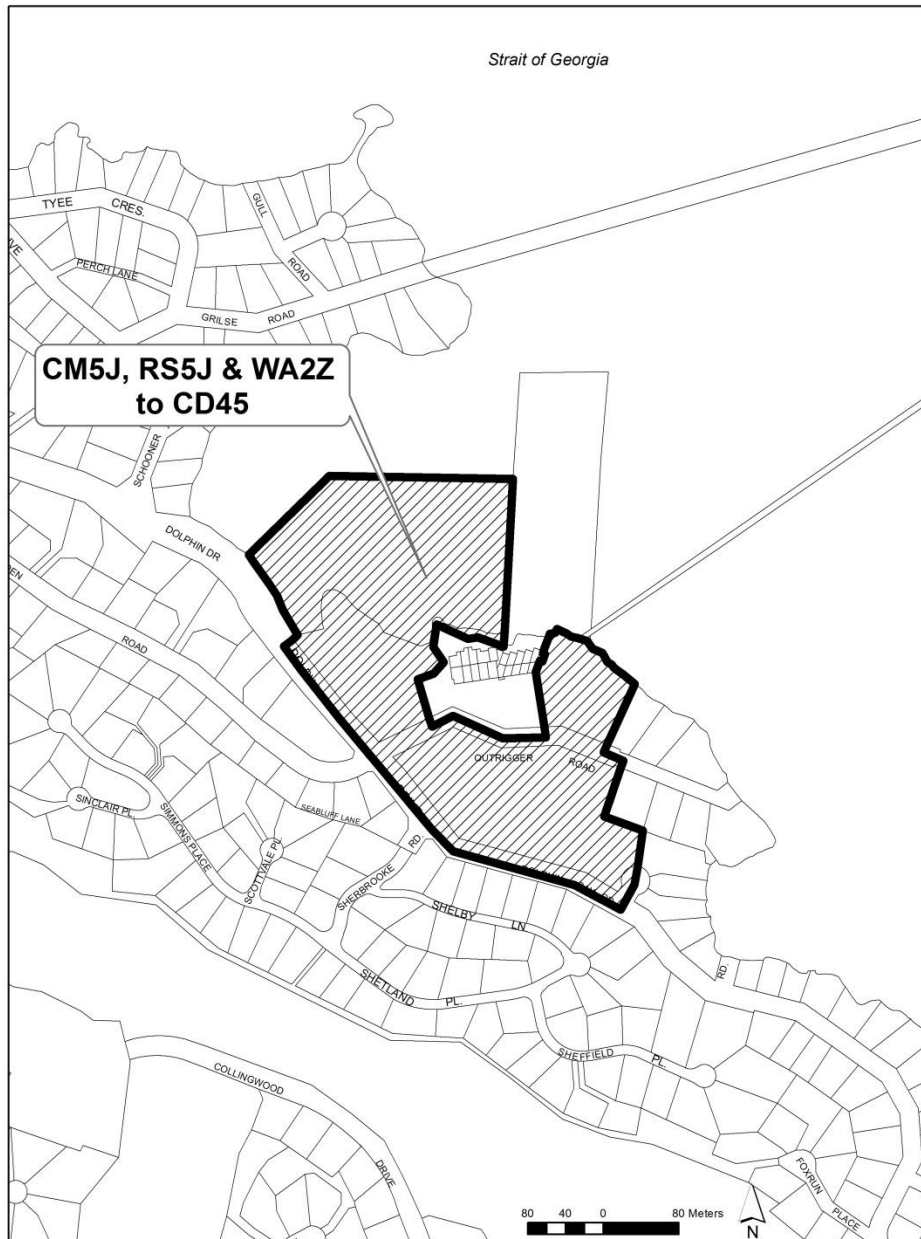 Strait of Georgia
TYEE
CRES.
GULL
ROAD
PERCH LANE
GRILSE
ROAD
CM5J, RS5J & WA2Z
to CD45
SCHOONER
DOLPHIN DR
ROAD
OUTRIGGER
ROAD
SEABLUFF LANE
SINCLAIR PL.
SIMMONS PLACE
SCOTTVALE PL.
SHERBROOKE
RD.
SHELBY
LN
SHETLAND
PL.
RD.
SHEFFIELD
PL.
COLLINGWOOD
DRIVE
FOXRUN
PLACE
80 40 0 80 Meters
N